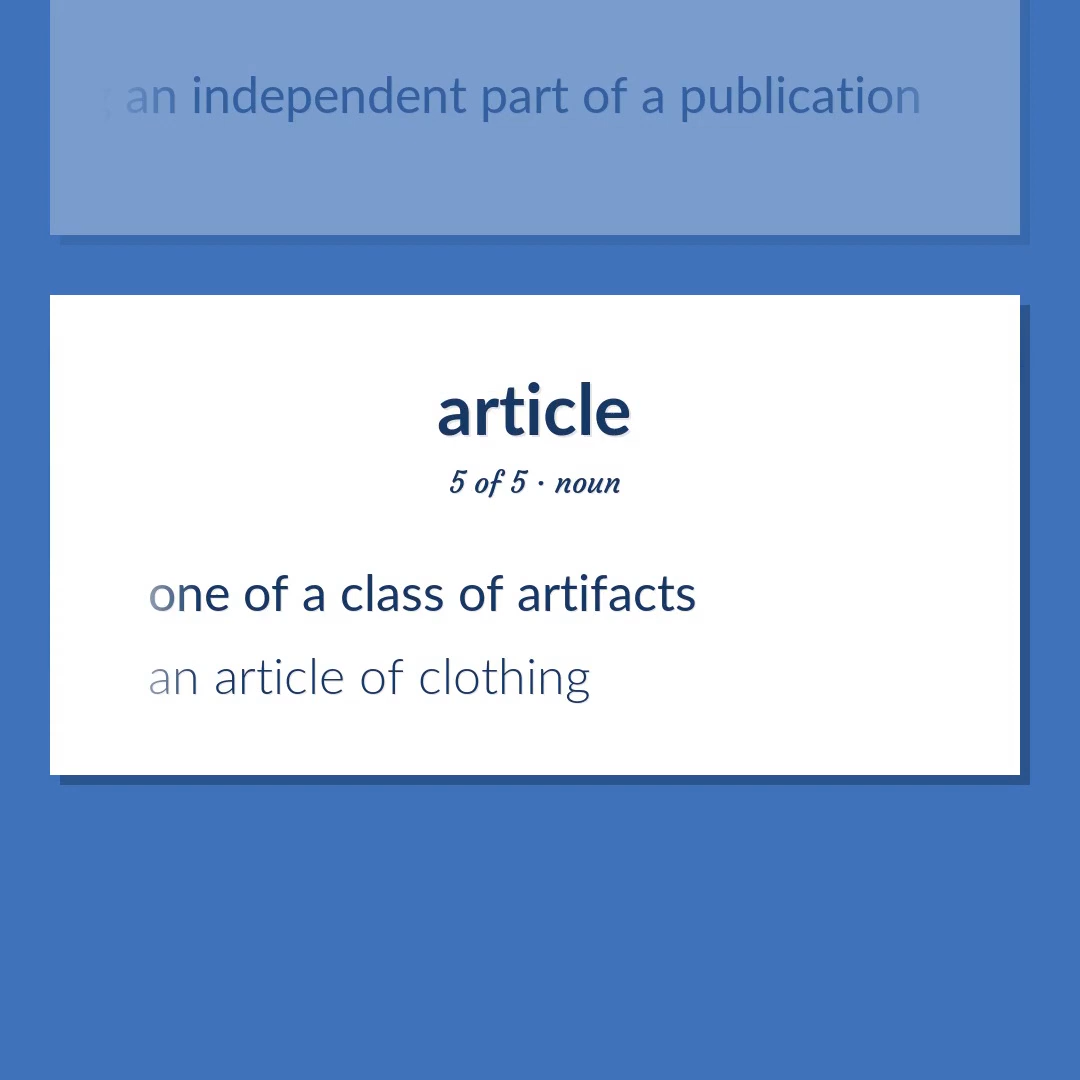 an independent part of a publication
article
5 of 5 · noun
one of a class of artifacts
an article of clothing